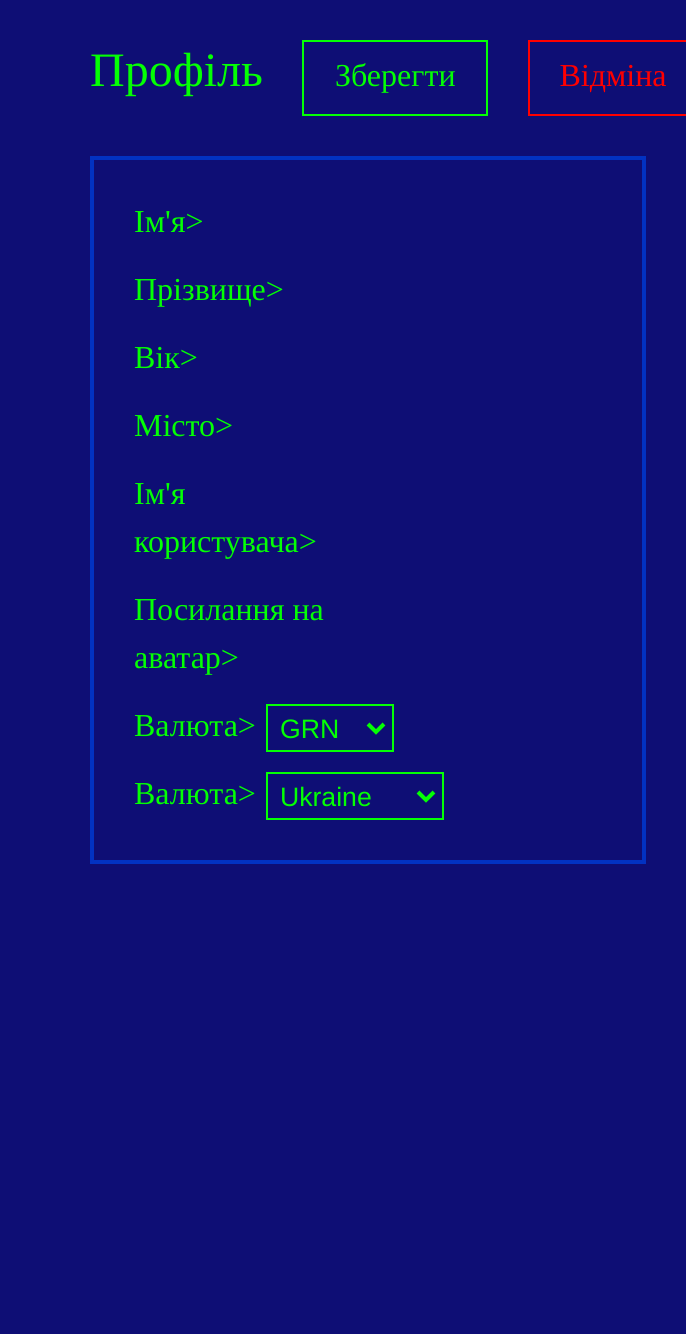 Профіль Зберегти Відміна
Ім'я>
Прізвище>
Вік>
Місто>
Ім'я
користувача>
Посилання на
аватар>
Валюта> GRN
Валюта> Ukraine